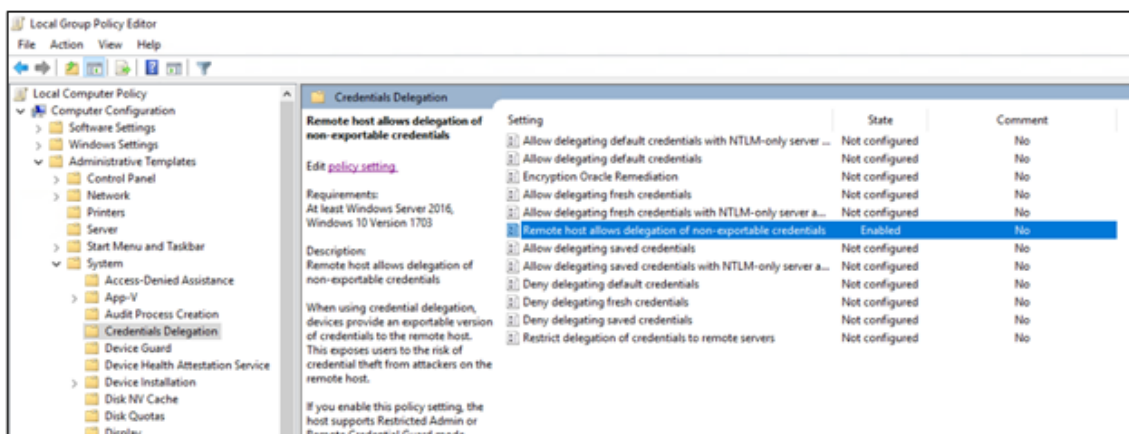 Local Group Policy Editor
File Action View Help
Local Computer Policy
Computer Configuration
Software Settings
Windows Settings
Administrative Templates
Control Panel
Network
Printers
Server
Start Menu and Taskbar
System
Access-Denied Assistance
App-V
Audit Process Creation
Credentials Delegation
Device Guard
Device Health Attestation Service
Device Installation
Disk NV Cache
Disk Quotas
Display
Credentials Delegation
Remote host allows delegation of
non-exportable credentials
Edit policy setting
Requirements:
At least Windows Server 2016,
Windows 10 Version 1703
Description:
Remote host allows delegation of
non-exportable credentials
When using credential delegation,
devices provide an exportable version
of credentials to the remote host.
This exposes users to the risk of
credential theft from attackers on the
remote host.
If you enable this policy setting, the
host supports Restricted Admin or
Remote Credential Guard mode
Setting State Comment
Allow delegating default credentials with NTLM-only server ... Not configured No
Allow delegating default credentials Not configured No
Encryption Oracle Remediation Not configured No
Allow delegating fresh credentials Not configured No
Allow delegating fresh credentials with NTLM-only server a... Not configured No
Remote host allows delegation of non-exportable credentials Enabled No
Allow delegating saved credentials Not configured No
Allow delegating saved credentials with NTLM-only server a... Not configured No
Deny delegating default credentials Not configured No
Deny delegating fresh credentials Not configured No
Deny delegating saved credentials Not configured No
Restrict delegation of credentials to remote servers Not configured No